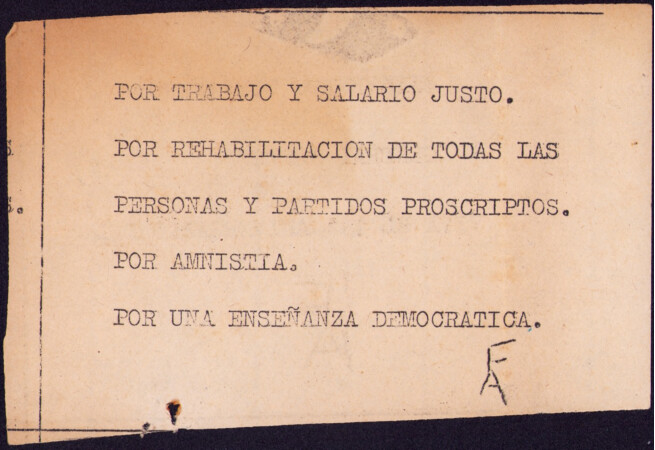 POR TRABAJO Y SALARIO JUSTO.
S POR REHABILITACION DE TODAS LAS
S. PERSONAS Y PARTIDOS PROSCRIPTOS.
POR AMNISTIA.
POR UNA ENSEÑANZA DEMOCRATICA.
FA